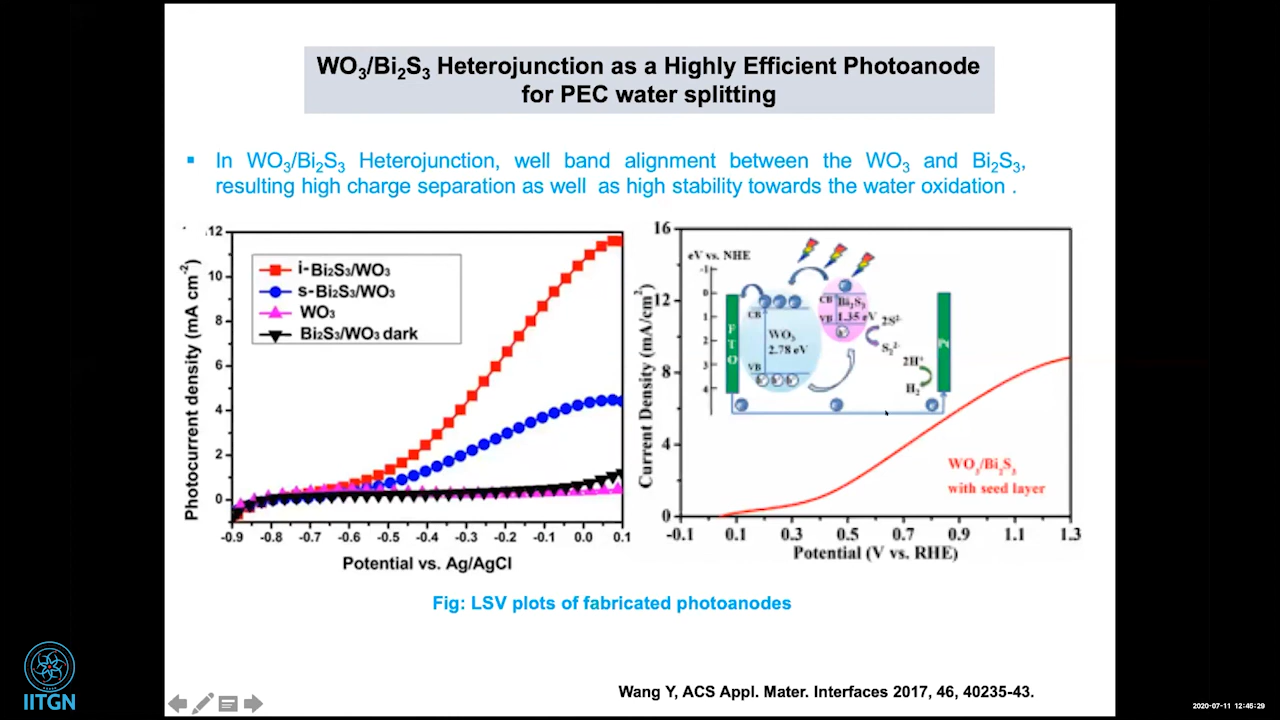 WO₃/Bi₂S₃ Heterojunction as a Highly Efficient Photoanode
for PEC water splitting
▪ In WO₃/Bi₂S₃ Heterojunction, well band alignment between the WO₃ and Bi₂S₃,
resulting high charge separation as well as high stability towards the water oxidation .
12
10
8
6
4
2
0
Photocurrent density (mA cm⁻²)
i-Bi₂S₃/WO₃
s-Bi₂S₃/WO₃
WO₃
Bi₂S₃/WO₃ dark
-0.9 -0.8 -0.7 -0.6 -0.5 -0.4 -0.3 -0.2 -0.1 0.0 0.1
Potential vs. Ag/AgCl
16
12
8
4
0
Current Density (mA/cm²)
eV vs. NHE
-1
0
1
2
3
4
FTO
CB
WO₃
2.78 eV
VB
h⁺ h⁺ h⁺
CB Bi₂S₃
VB 1.35 eV
h⁺
2S²⁻
S₂²⁻
2H⁺
H₂
Pt
WO₃/Bi₂S₃
with seed layer
-0.1 0.1 0.3 0.5 0.7 0.9 1.1 1.3
Potential (V vs. RHE)
Fig: LSV plots of fabricated photoanodes
Wang Y, ACS Appl. Mater. Interfaces 2017, 46, 40235-43.
IITGN
2020-07-11 12:45:29